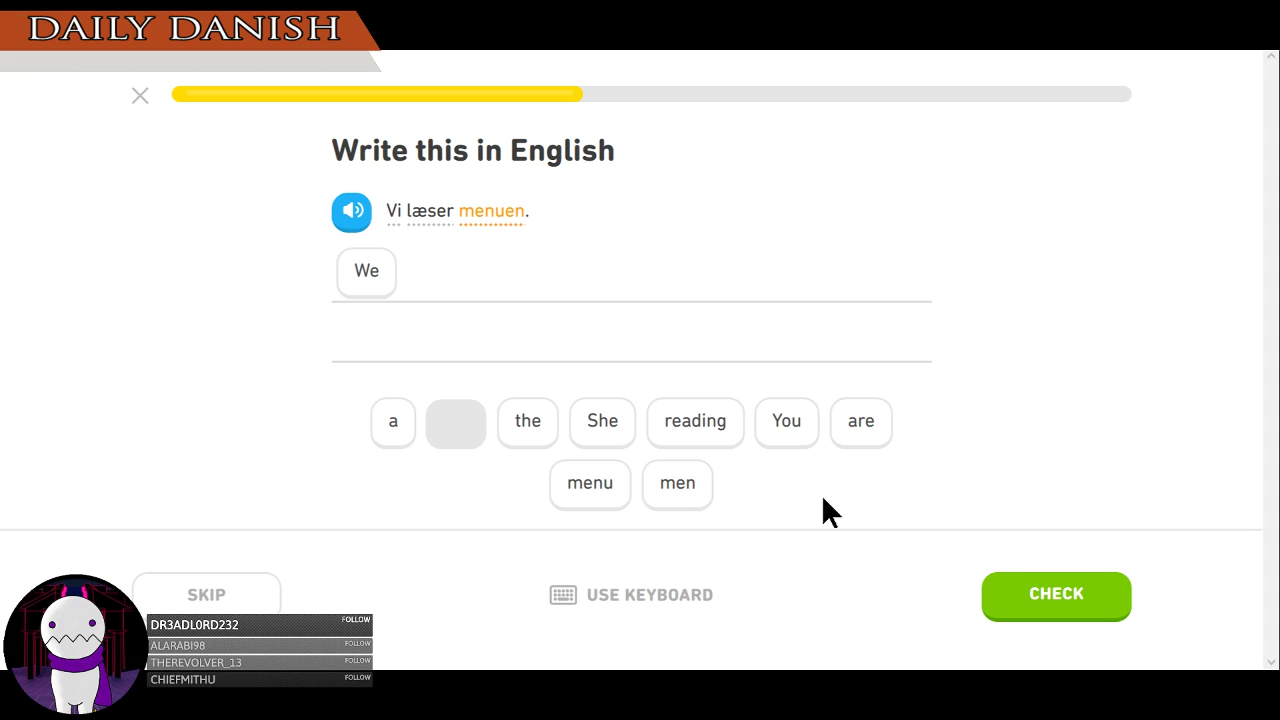 DAILY DANISH
Write this in English
Vi læser menuen.
We
a the She reading You are
menu men
SKIP USE KEYBOARD CHECK
DR3ADL0RD232 FOLLOW
ALARABI98 FOLLOW
THEREVOLVER_13 FOLLOW
CHIEFMITHU FOLLOW